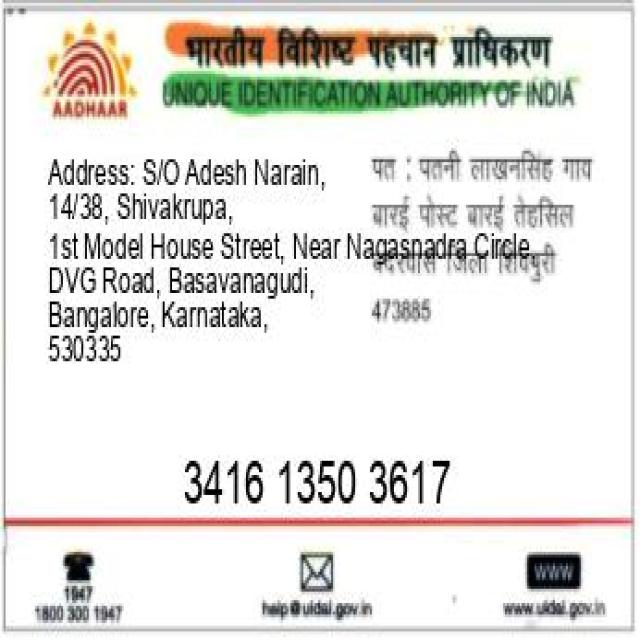 भारतीय विशिष्ट पहचान प्राधिकरण
UNIQUE IDENTIFICATION AUTHORITY OF INDIA
AADHAAR
Address: S/O Adesh Narain,
14/38, Shivakrupa,
1st Model House Street, Near Nagasnadra Circle,
DVG Road, Basavanagudi,
Bangalore, Karnataka,
530335
पत : पतनी लाखनसिंह गाय
बारई पोस्ट बारई तेहसिल
जिला शिवपुरी
473885
3416 1350 3617
1947
1800 300 1947
help@uidai.gov.in
www
www.uidai.gov.in